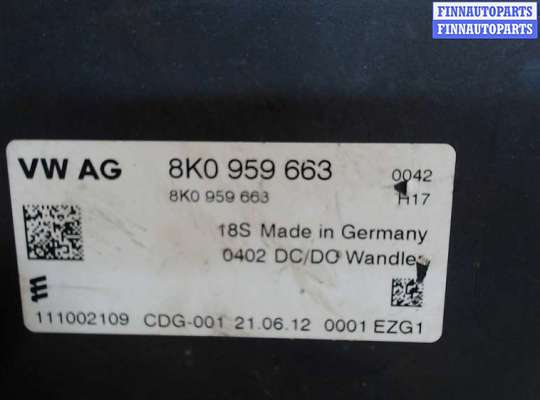 FINNAUTOPARTS
FINNAUTOPARTS
VW AG 8K0 959 663 0042
8K0 959 663 H17
18S Made in Germany
0402 DC/DC Wandler
111002109 CDG-001 21.06.12 0001 EZG1